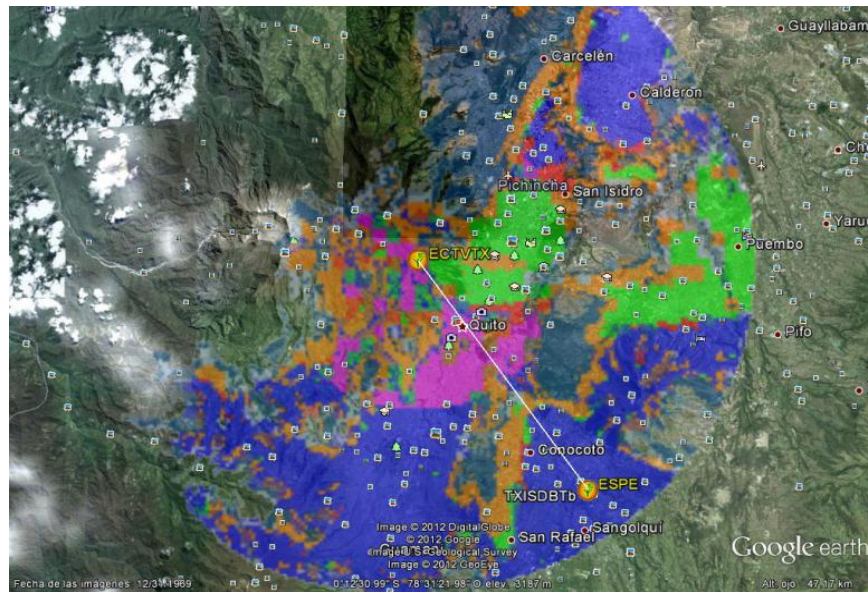 Guayllabam
Carcelén
Calderón
Ch
Pichincha
San Isidro
Yaru
Puembo
ECTVTX
Quito
Pifo
Conocoto
ESPE
TXISDBTb
Sangolquí
San Rafael
Image © 2012 DigitalGlobe
© 2012 Google
Image U.S. Geological Survey
Image © 2012 GeoEye
Google earth
Fecha de las imágenes: 12/31/1969
0°12'30.99" S 78°31'21.98" O elev. 3187 m
Alt. ojo 47.17 km